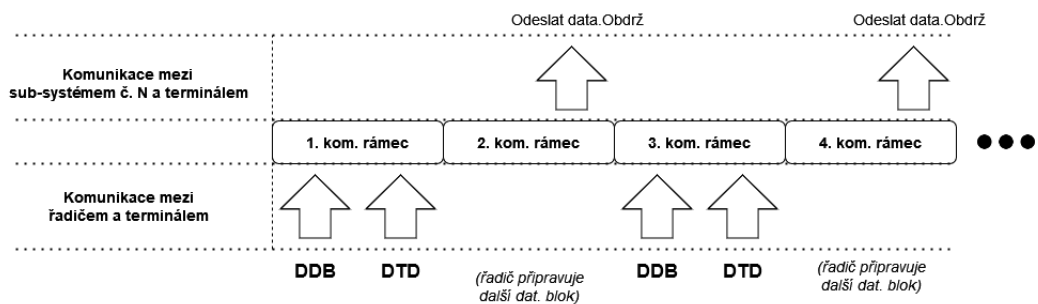 Odeslat data.Obdrž
Odeslat data.Obdrž
Komunikace mezi
sub-systémem č. N a terminálem
1. kom. rámec
2. kom. rámec
3. kom. rámec
4. kom. rámec
Komunikace mezi
řadičem a terminálem
DDB
DTD
(řadič připravuje
další dat. blok)
DDB
DTD
(řadič připravuje
další dat. blok)